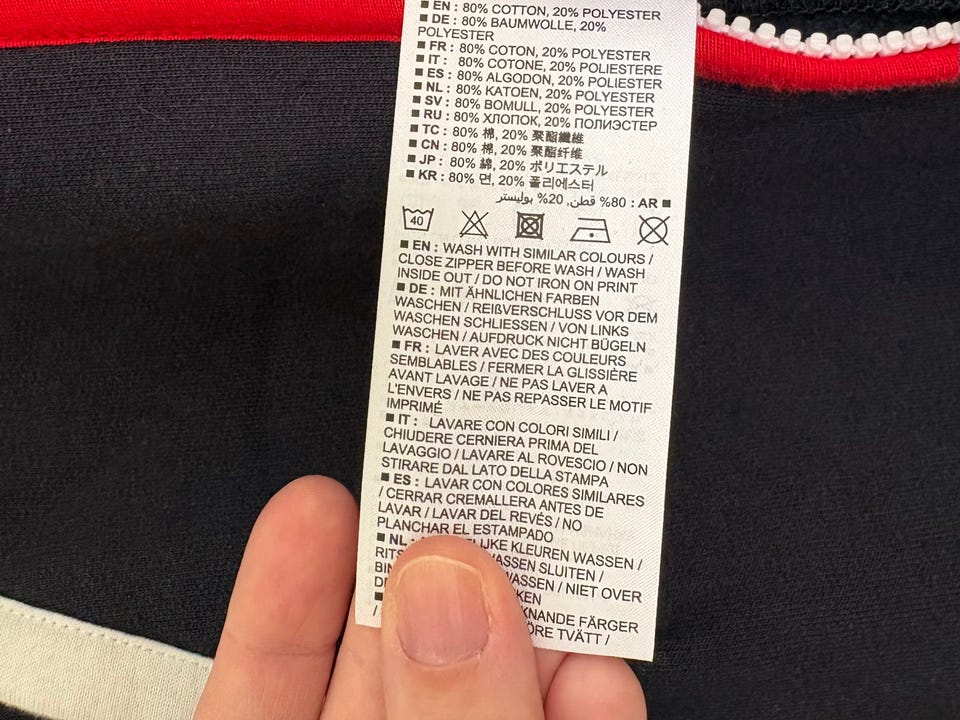 ■ EN : 80% COTTON, 20% POLYESTER
■ DE : 80% BAUMWOLLE, 20%
POLYESTER
■ FR : 80% COTON, 20% POLYESTER
■ IT : 80% COTONE, 20% POLIESTERE
■ ES : 80% ALGODON, 20% POLIESTER
■ NL : 80% KATOEN, 20% POLYESTER
■ SV : 80% BOMULL, 20% POLYESTER
■ RU : 80% ХЛОПОК, 20% ПОЛИЭСТЕР
■ TC : 80% 棉, 20% 聚酯纖維
■ CN : 80% 棉, 20% 聚酯纤维
■ JP : 80% 綿, 20% ポリエステル
■ KR : 80% 면, 20% 폴리에스터
■ AR : 80% قطن, 20% بوليستر
40
■ EN : WASH WITH SIMILAR COLOURS /
CLOSE ZIPPER BEFORE WASH / WASH
INSIDE OUT / DO NOT IRON ON PRINT
■ DE : MIT ÄHNLICHEN FARBEN
WASCHEN / REIßVERSCHLUSS VOR DEM
WASCHEN SCHLIESSEN / VON LINKS
WASCHEN / AUFDRUCK NICHT BÜGELN
■ FR : LAVER AVEC DES COULEURS
SEMBLABLES / FERMER LA GLISSIÈRE
AVANT LAVAGE / NE PAS LAVER A
L'ENVERS / NE PAS REPASSER LE MOTIF
IMPRIMÉ
■ IT : LAVARE CON COLORI SIMILI /
CHIUDERE CERNIERA PRIMA DEL
LAVAGGIO / LAVARE AL ROVESCIO / NON
STIRARE DAL LATO DELLA STAMPA
■ ES : LAVAR CON COLORES SIMILARES
/ CERRAR CREMALLERA ANTES DE
LAVAR / LAVAR DEL REVÉS / NO
PLANCHAR EL ESTAMPADO
■ NL KLEUREN WASSEN /
SLUITEN /
/ NIET OVER
FÄRGER
/ TVÄTT /